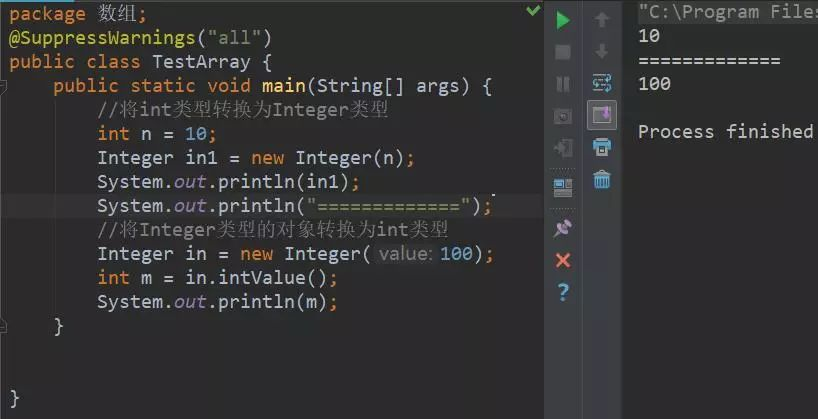 package 数组;
@SuppressWarnings("all")
public class TestArray {
public static void main(String[] args) {
//将int类型转换为Integer类型
int n = 10;
Integer in1 = new Integer(n);
System.out.println(in1);
System.out.println("=============");
//将Integer类型的对象转换为int类型
Integer in = new Integer( value: 100);
int m = in.intValue();
System.out.println(m);
}
}
"C:\Program Files
10
=============
100
Process finished